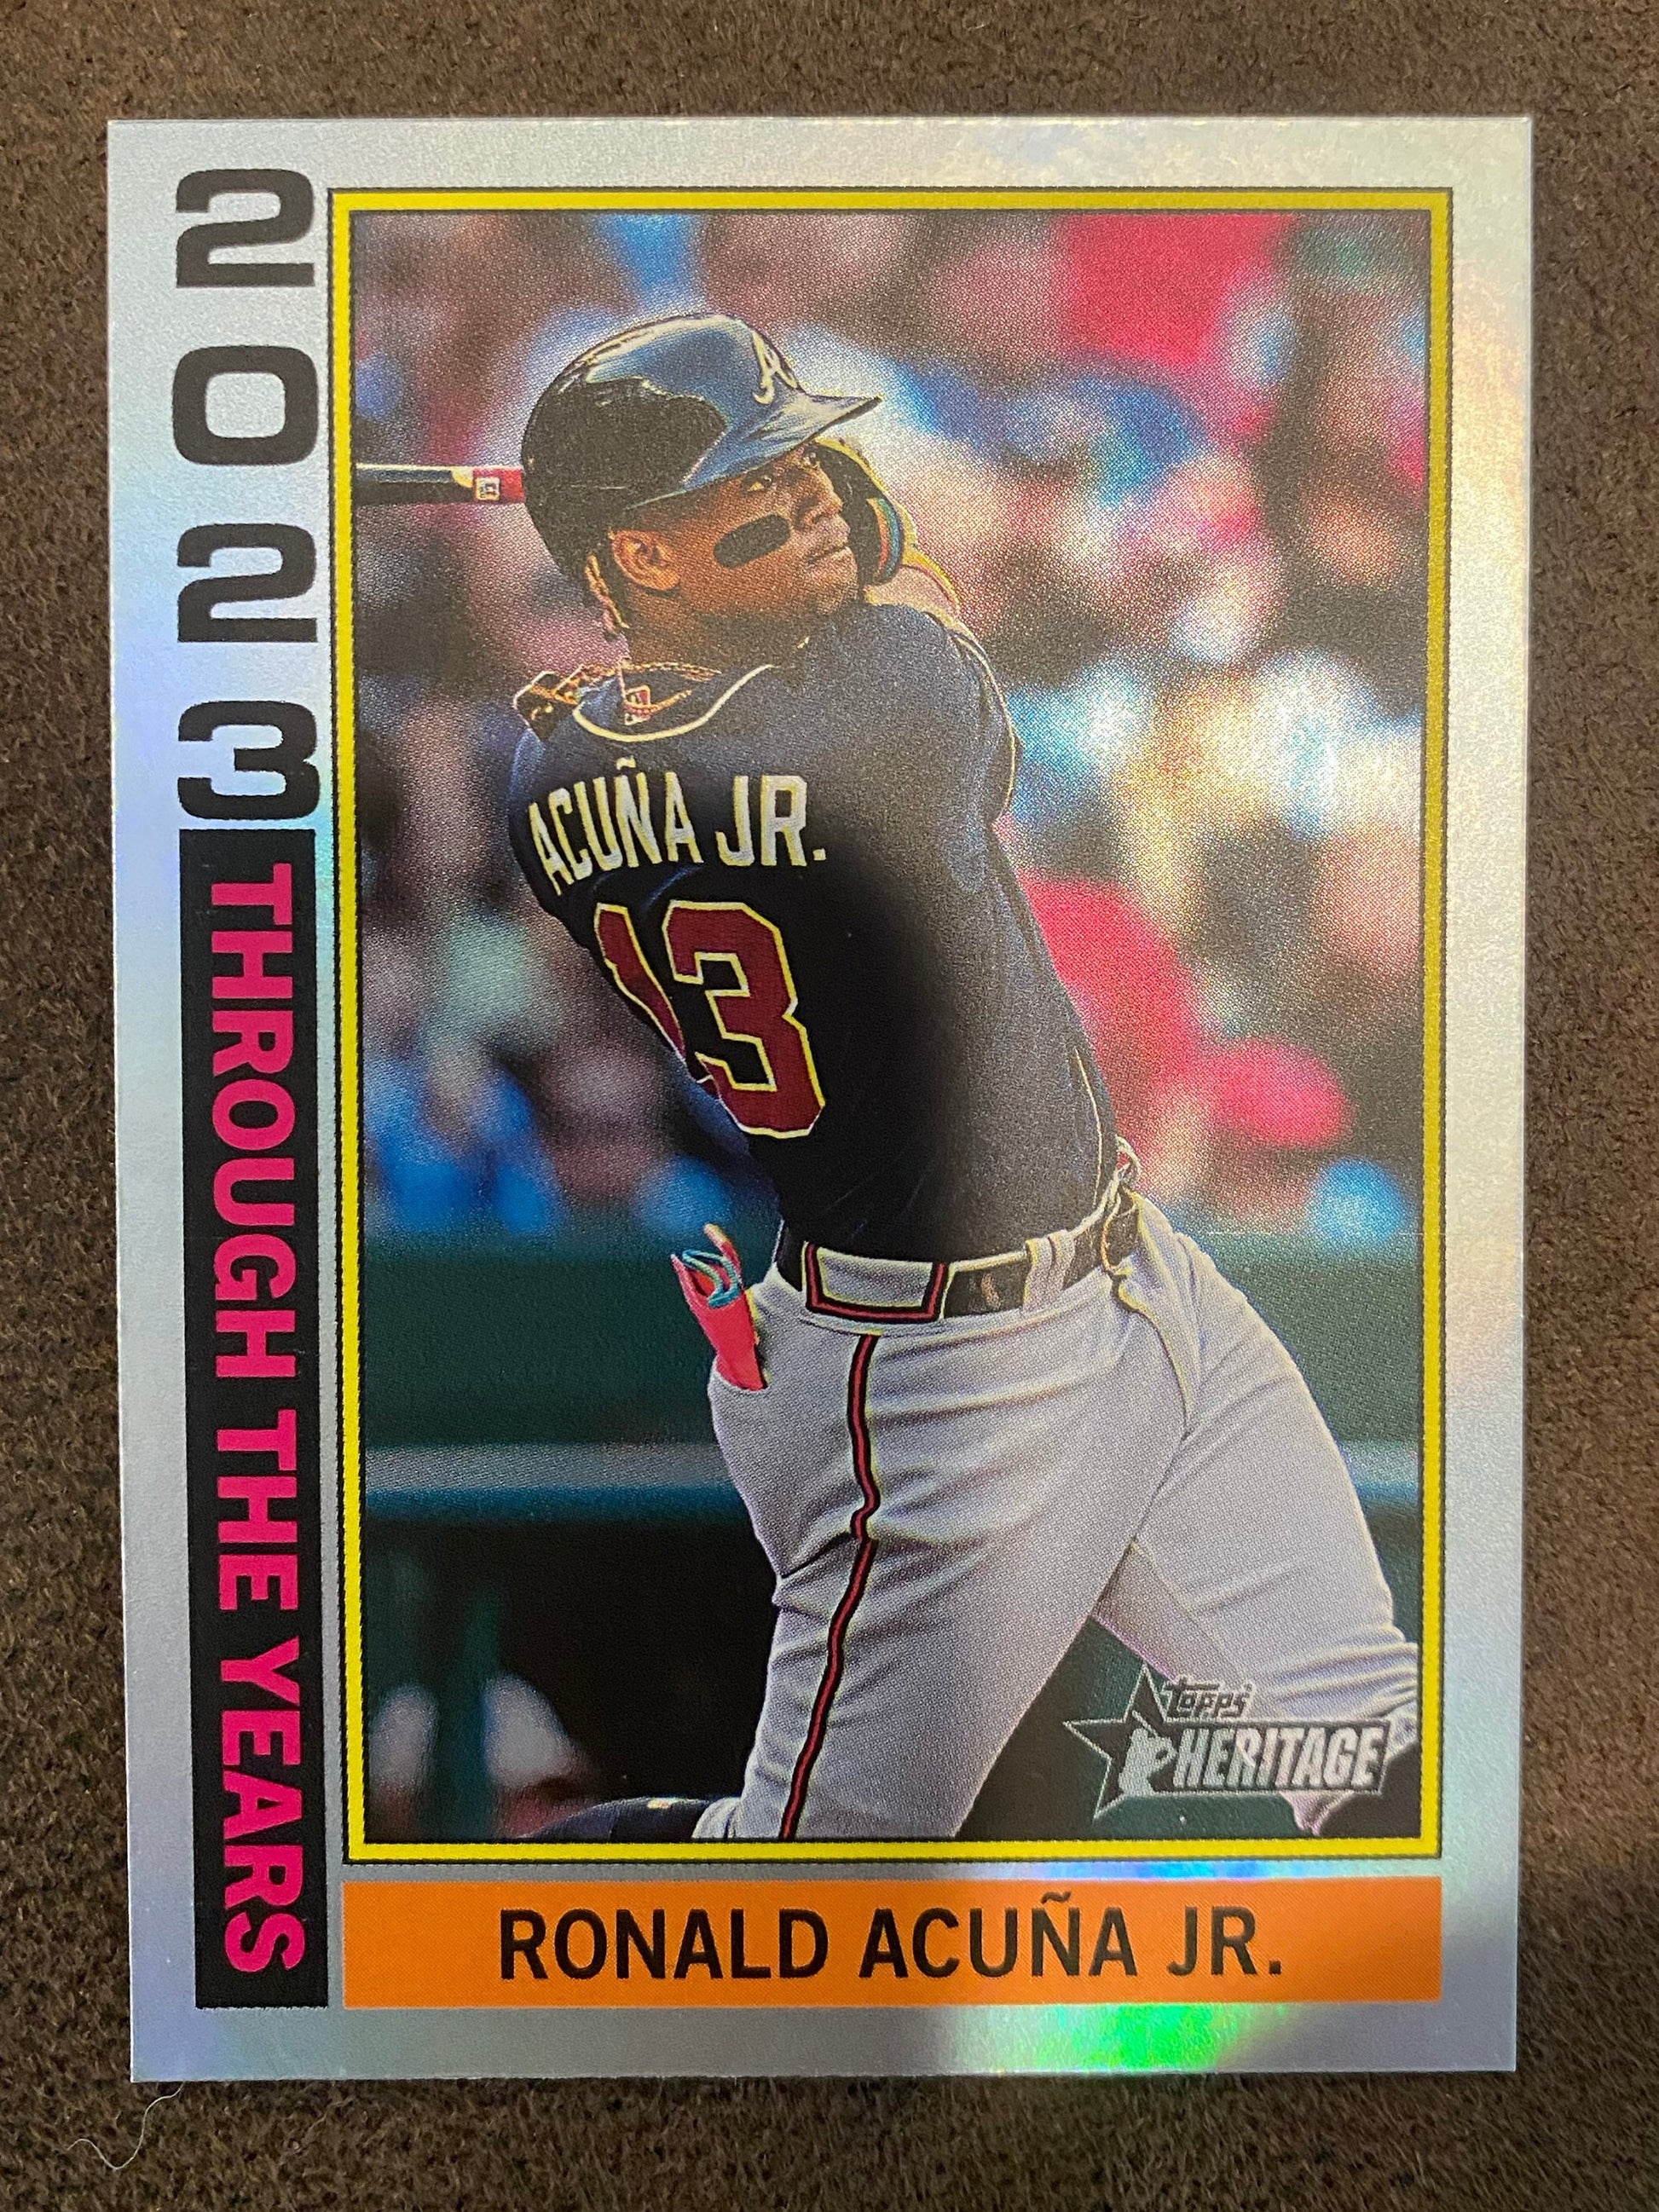 2023
THROUGH THE YEARS
ACUÑA JR.
13
Topps
HERITAGE
RONALD ACUÑA JR.